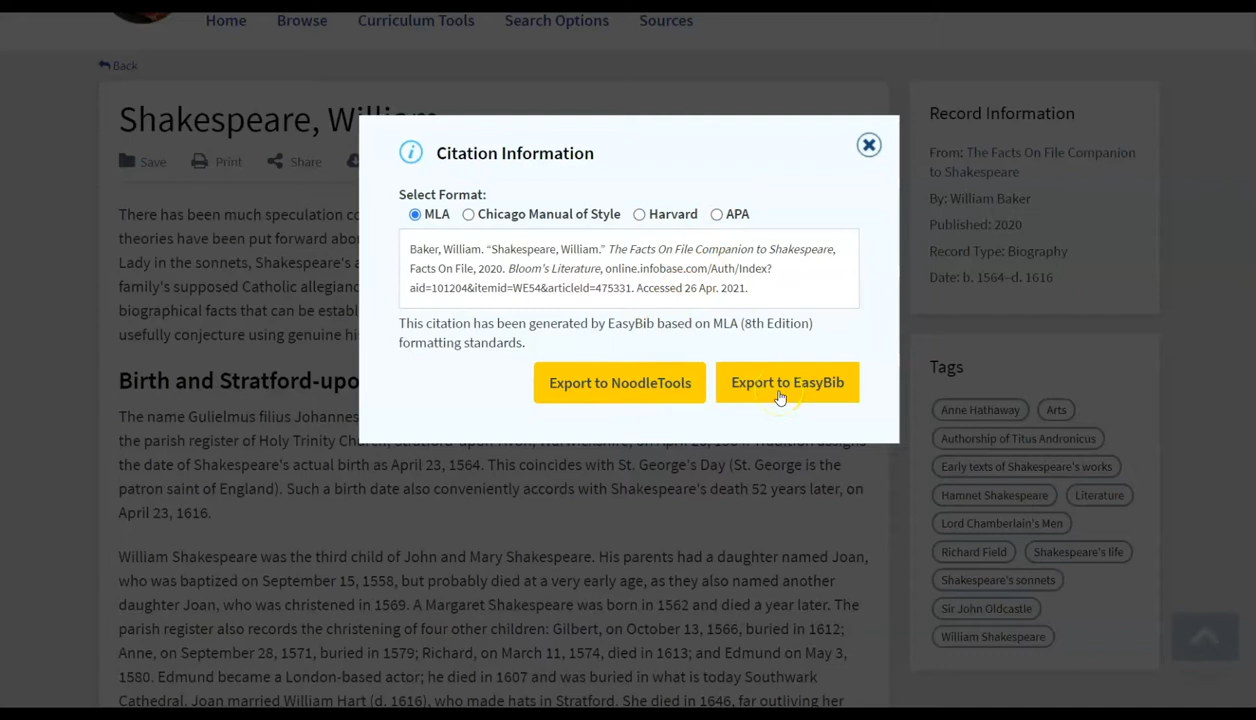 Home Browse Curriculum Tools Search Options Sources
Back
Shakespeare, William
Save Print Share
Citation Information
Select Format:
MLA Chicago Manual of Style Harvard APA
Baker, William. “Shakespeare, William.” The Facts On File Companion to Shakespeare,
Facts On File, 2020. Bloom’s Literature, online.infobase.com/Auth/Index?
aid=101204&itemid=WE54&articleId=475331. Accessed 26 Apr. 2021.
This citation has been generated by EasyBib based on MLA (8th Edition)
formatting standards.
Export to NoodleTools Export to EasyBib
There has been much speculation
theories have been put forward
Lady in the sonnets, Shakespeare's
family's supposed Catholic
biographical facts that can be
usefully conjecture using genuine
Birth and
The name Gulielmus filius
the parish register of Holy Trinity Church,
the date of Shakespeare's actual birth as April 23, 1564. This coincides with St. George's Day (St. George is the
patron saint of England). Such a birth date also conveniently accords with Shakespeare's death 52 years later, on
April 23, 1616.
William Shakespeare was the third child of John and Mary Shakespeare. His parents had a daughter named Joan,
who was baptized on September 15, 1558, but probably died at a very early age, as they also named another
daughter Joan, who was christened in 1569. A Margaret Shakespeare was born in 1562 and died a year later. The
parish register also records the christening of four other children: Gilbert, on October 13, 1566, buried in 1612;
Anne, on September 28, 1571, buried in 1579; Richard, on March 11, 1574, died in 1613; and Edmund on May 3,
1580. Edmund became a London-based actor; he died in 1607 and was buried in what is today Southwark
Cathedral. Joan married William Hart (d. 1616), who made hats in Stratford. She died in 1646, far outliving her
Record Information
From: The Facts On File Companion
to Shakespeare
By: William Baker
Published: 2020
Record Type: Biography
Date: b. 1564–d. 1616
Tags
Anne Hathaway Arts
Authorship of Titus Andronicus
Early texts of Shakespeare's works
Hamnet Shakespeare Literature
Lord Chamberlain's Men
Richard Field Shakespeare's life
Shakespeare's sonnets
Sir John Oldcastle
William Shakespeare